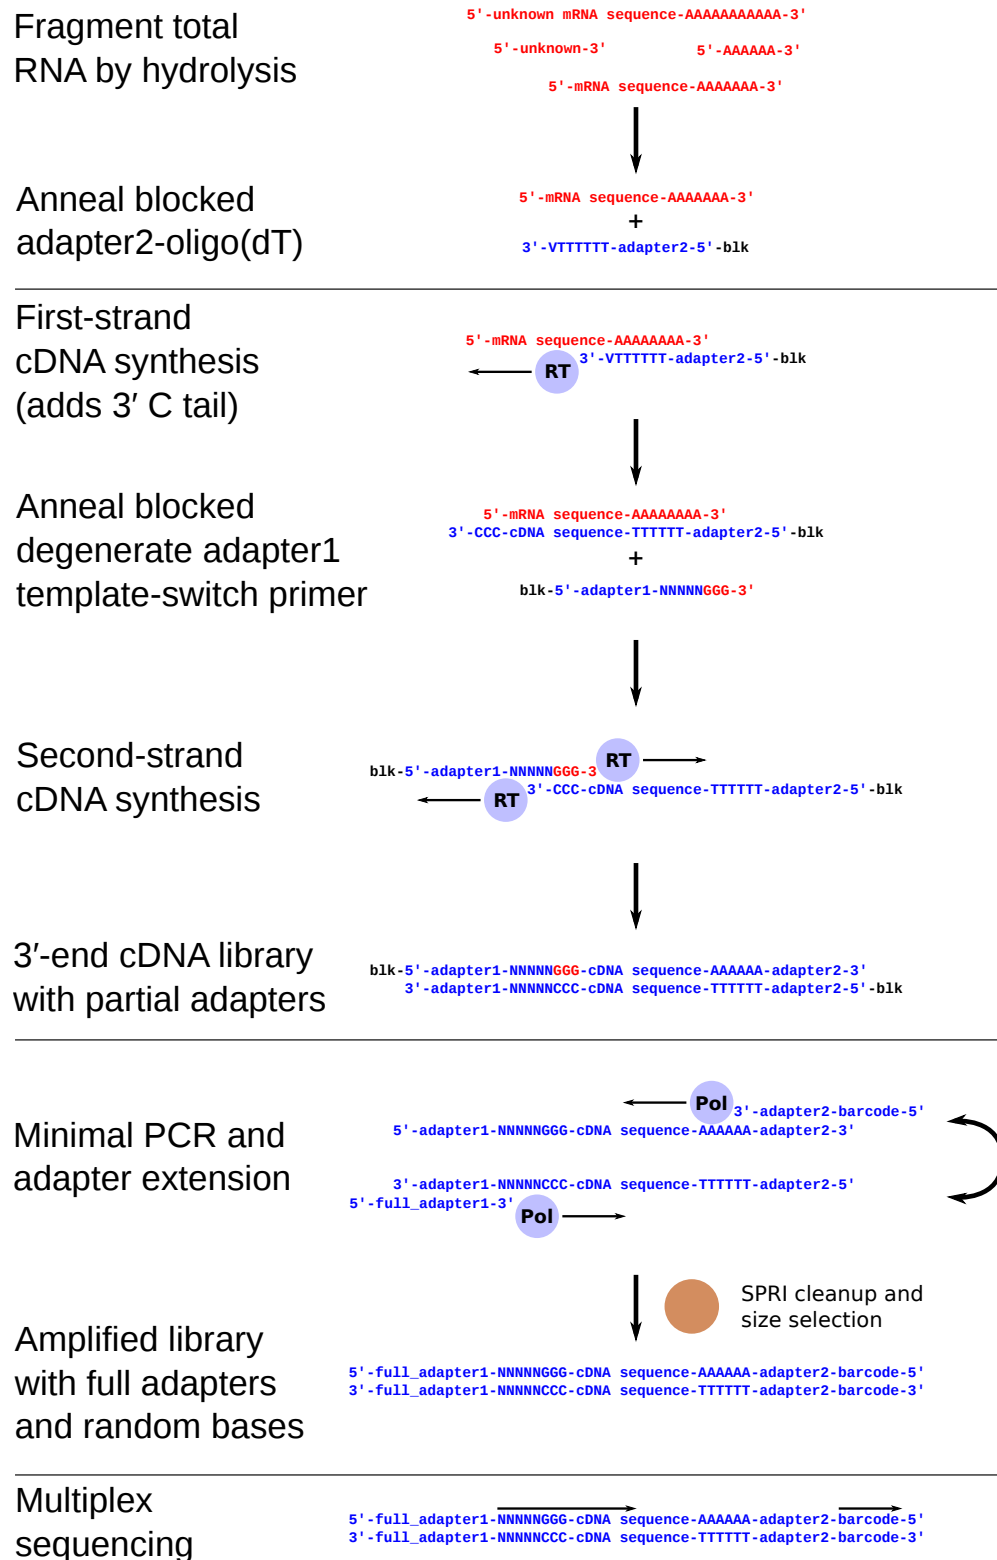 Fragment total
RNA by hydrolysis
5'-unknown mRNA sequence-AAAAAAAAAAA-3'
5'-unknown-3' 5'-AAAAAA-3'
5'-mRNA sequence-AAAAAAA-3'
Anneal blocked
adapter2-oligo(dT)
5'-mRNA sequence-AAAAAAA-3'
+
3'-VTTTTTT-adapter2-5'-blk
First-strand
cDNA synthesis
(adds 3′ C tail)
5'-mRNA sequence-AAAAAAAA-3'
3'-VTTTTTT-adapter2-5'-blk
RT
Anneal blocked
degenerate adapter1
template-switch primer
5'-mRNA sequence-AAAAAAAA-3'
3'-CCC-cDNA sequence-TTTTTT-adapter2-5'-blk
+
blk-5'-adapter1-NNNNNGGG-3'
Second-strand
cDNA synthesis
RT
blk-5'-adapter1-NNNNNGGG-3
3'-CCC-cDNA sequence-TTTTTT-adapter2-5'-blk
RT
3′-end cDNA library
with partial adapters
blk-5'-adapter1-NNNNNGGG-cDNA sequence-AAAAAA-adapter2-3'
3'-adapter1-NNNNNCCC-cDNA sequence-TTTTTT-adapter2-5'-blk
Minimal PCR and
adapter extension
Pol
3'-adapter2-barcode-5'
5'-adapter1-NNNNNGGG-cDNA sequence-AAAAAA-adapter2-3'
3'-adapter1-NNNNNCCC-cDNA sequence-TTTTTT-adapter2-5'
5'-full_adapter1-3'
Pol
SPRI cleanup and
size selection
Amplified library
with full adapters
and random bases
5'-full_adapter1-NNNNNGGG-cDNA sequence-AAAAAA-adapter2-barcode-5'
3'-full_adapter1-NNNNNCCC-cDNA sequence-TTTTTT-adapter2-barcode-3'
Multiplex
sequencing
5'-full_adapter1-NNNNNGGG-cDNA sequence-AAAAAA-adapter2-barcode-5'
3'-full_adapter1-NNNNNCCC-cDNA sequence-TTTTTT-adapter2-barcode-3'